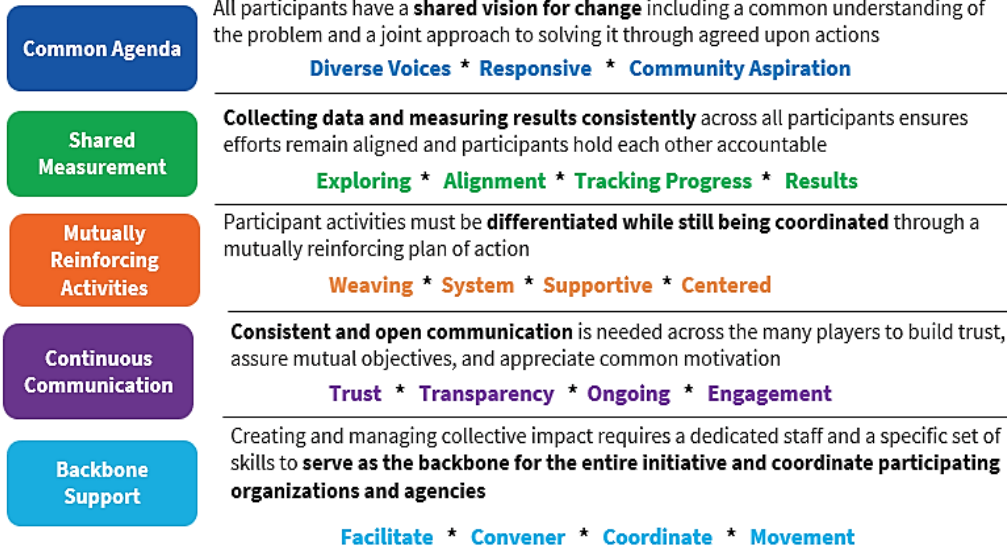 Common Agenda
All participants have a shared vision for change including a common understanding of
the problem and a joint approach to solving it through agreed upon actions
Diverse Voices * Responsive * Community Aspiration
Shared
Measurement
Collecting data and measuring results consistently across all participants ensures
efforts remain aligned and participants hold each other accountable
Exploring * Alignment * Tracking Progress * Results
Mutually
Reinforcing
Activities
Participant activities must be differentiated while still being coordinated through a
mutually reinforcing plan of action
Weaving * System * Supportive * Centered
Continuous
Communication
Consistent and open communication is needed across the many players to build trust,
assure mutual objectives, and appreciate common motivation
Trust * Transparency * Ongoing * Engagement
Backbone
Support
Creating and managing collective impact requires a dedicated staff and a specific set of
skills to serve as the backbone for the entire initiative and coordinate participating
organizations and agencies
Facilitate * Convener * Coordinate * Movement